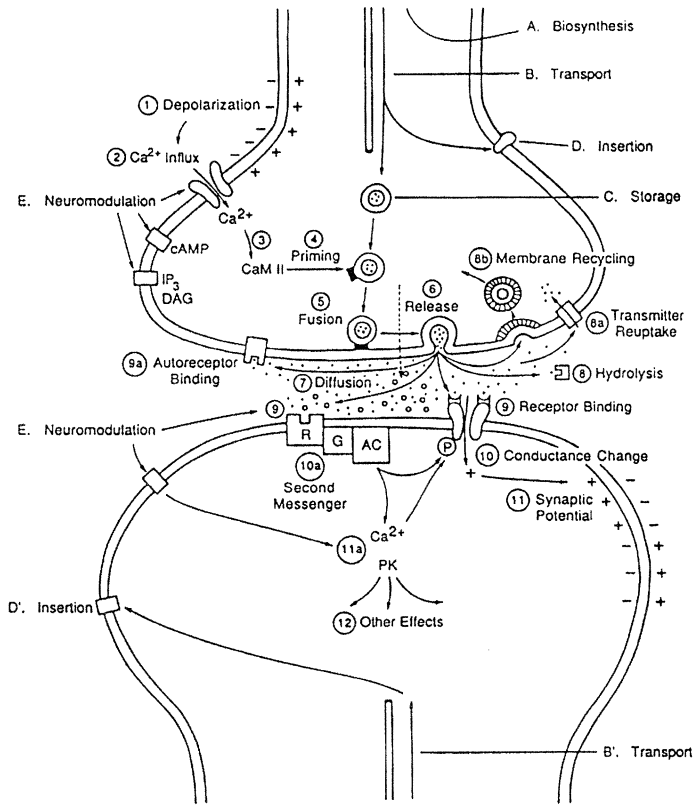 A. Biosynthesis
B. Transport
− +
① Depolarization − +
− +
② Ca²⁺ Influx − +
− +
D. Insertion
E. Neuromodulation
C. Storage
Ca²⁺
③ ④
cAMP
Priming
CaM II
8b Membrane Recycling
IP₃
DAG
⑤ ⑥
Fusion Release
8a Transmitter
Reuptake
9a Autoreceptor
Binding
⑦ Diffusion
⑧ Hydrolysis
⑨
⑨ Receptor Binding
E. Neuromodulation
R
G AC
P
10a
⑩ Conductance Change
Second
Messenger
+
⑪ Synaptic
Potential
+ −
+ −
Ca²⁺
11a
− +
PK
− +
− +
D'. Insertion
⑫ Other Effects
B'. Transport